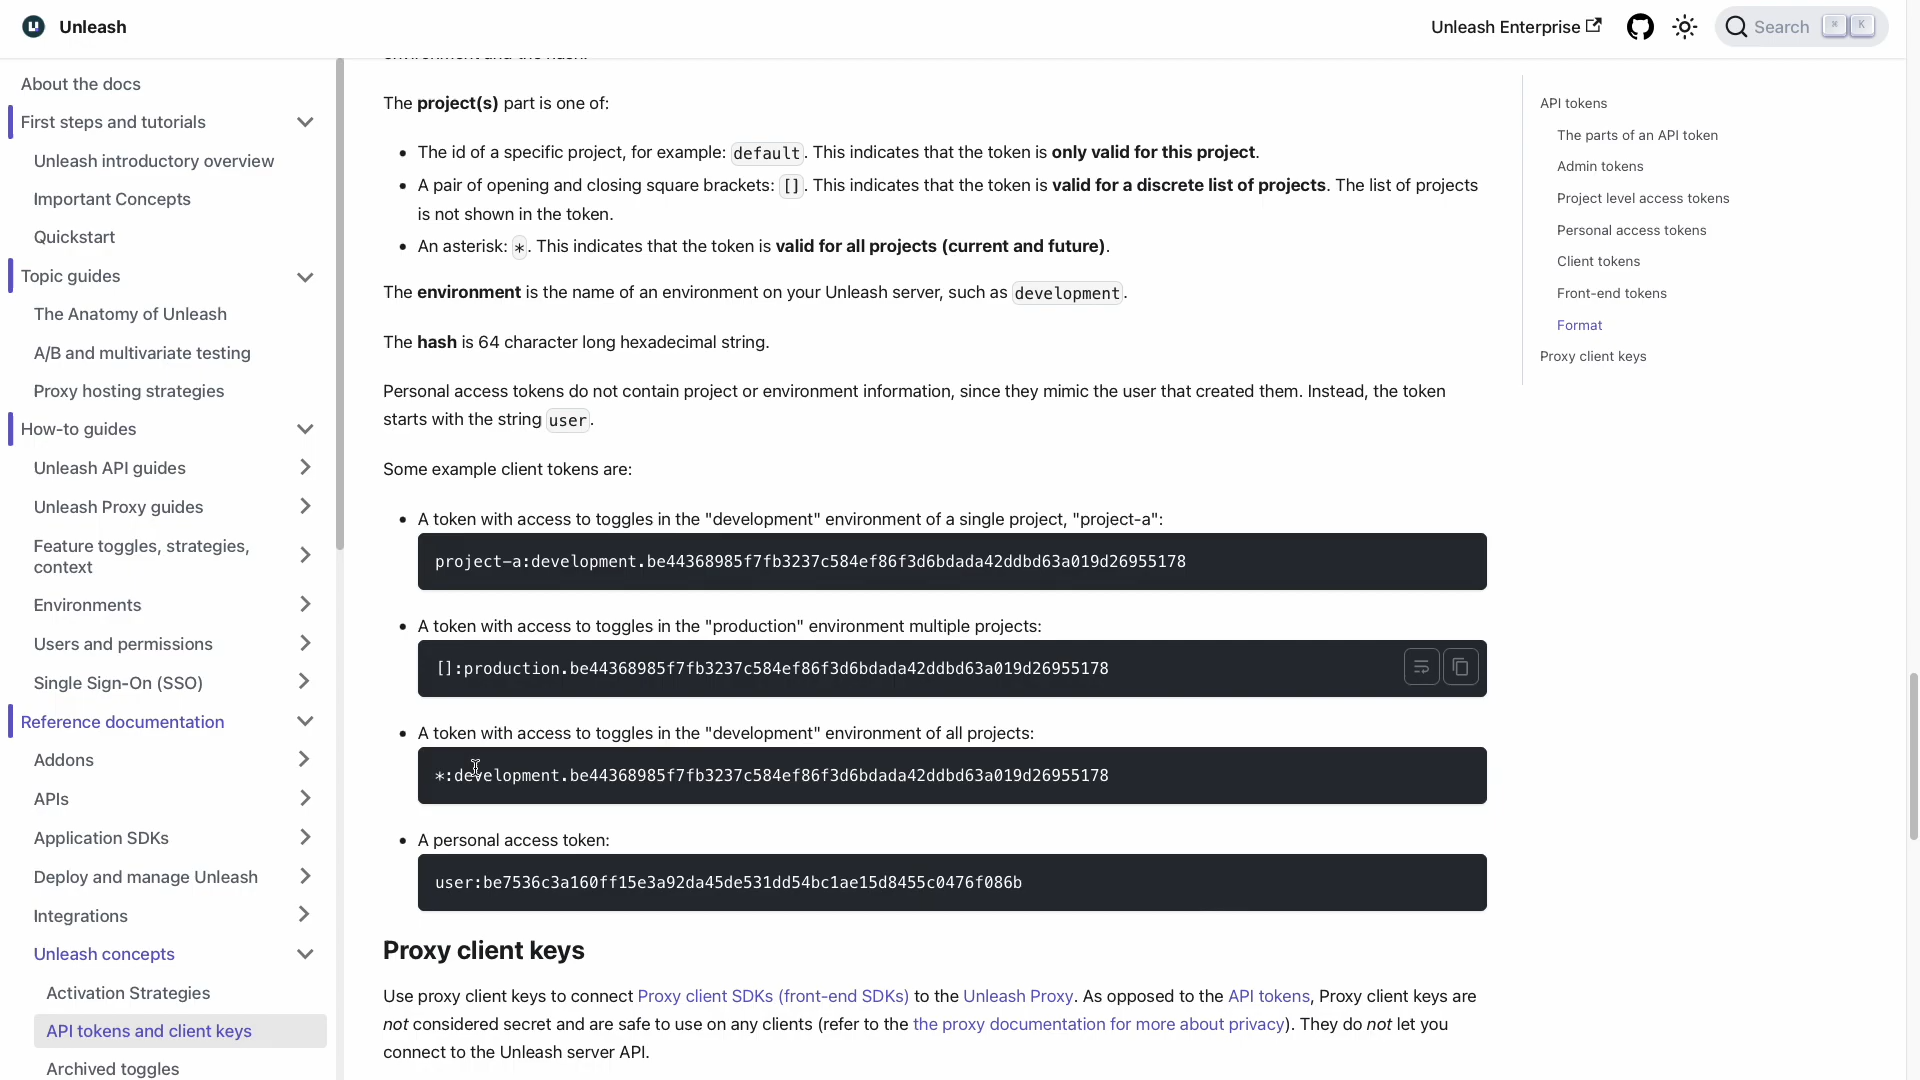 Unleash
Unleash Enterprise
Search
K
About the docs
First steps and tutorials
Unleash introductory overview
Important Concepts
Quickstart
Topic guides
The Anatomy of Unleash
A/B and multivariate testing
Proxy hosting strategies
How-to guides
Unleash API guides
Unleash Proxy guides
Feature toggles, strategies,
context
Environments
Users and permissions
Single Sign-On (SSO)
Reference documentation
Addons
APIs
Application SDKs
Deploy and manage Unleash
Integrations
Unleash concepts
Activation Strategies
API tokens and client keys
Archived toggles
The project(s) part is one of:
• The id of a specific project, for example: default. This indicates that the token is only valid for this project.
• A pair of opening and closing square brackets: []. This indicates that the token is valid for a discrete list of projects. The list of projects
is not shown in the token.
• An asterisk: *. This indicates that the token is valid for all projects (current and future).
The environment is the name of an environment on your Unleash server, such as development.
The hash is 64 character long hexadecimal string.
Personal access tokens do not contain project or environment information, since they mimic the user that created them. Instead, the token
starts with the string user.
Some example client tokens are:
• A token with access to toggles in the "development" environment of a single project, "project-a":
project-a:development.be44368985f7fb3237c584ef86f3d6bdada42ddbd63a019d26955178
• A token with access to toggles in the "production" environment multiple projects:
[]:production.be44368985f7fb3237c584ef86f3d6bdada42ddbd63a019d26955178
• A token with access to toggles in the "development" environment of all projects:
*:development.be44368985f7fb3237c584ef86f3d6bdada42ddbd63a019d26955178
• A personal access token:
user:be7536c3a160ff15e3a92da45de531dd54bc1ae15d8455c0476f086b
Proxy client keys
Use proxy client keys to connect Proxy client SDKs (front-end SDKs) to the Unleash Proxy. As opposed to the API tokens, Proxy client keys are
not considered secret and are safe to use on any clients (refer to the the proxy documentation for more about privacy). They do not let you
connect to the Unleash server API.
API tokens
The parts of an API token
Admin tokens
Project level access tokens
Personal access tokens
Client tokens
Front-end tokens
Format
Proxy client keys